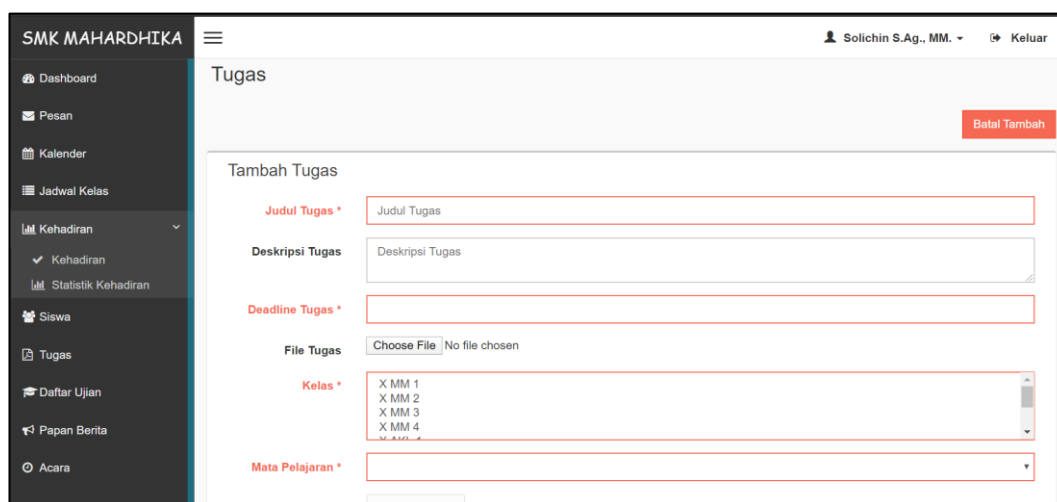 SMK MAHARDHIKA
Solichin S.Ag., MM.
Keluar
Dashboard
Pesan
Kalender
Jadwal Kelas
Kehadiran
Kehadiran
Statistik Kehadiran
Siswa
Tugas
Daftar Ujian
Papan Berita
Acara
Tugas
Batal Tambah
Tambah Tugas
Judul Tugas * Judul Tugas
Deskripsi Tugas Deskripsi Tugas
Deadline Tugas *
File Tugas Choose File No file chosen
Kelas * X MM 1
X MM 2
X MM 3
X MM 4
Mata Pelajaran *